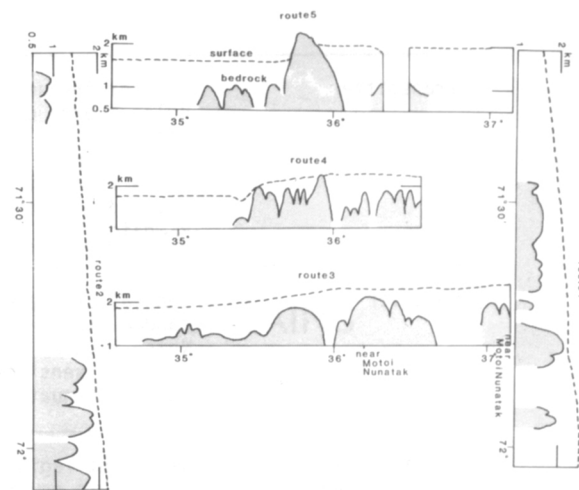 route5
0.5 1 2 km
2
km
surface
1
bedrock
0.5
35° 36° 37°
71°30'
route4
km
2
1
35° 36°
route2
route3
km
2
1
35° 36° 37°
near
Motoi
Nunatak
72°
1 2
71°30'
near
Motoi Nunatak
72°